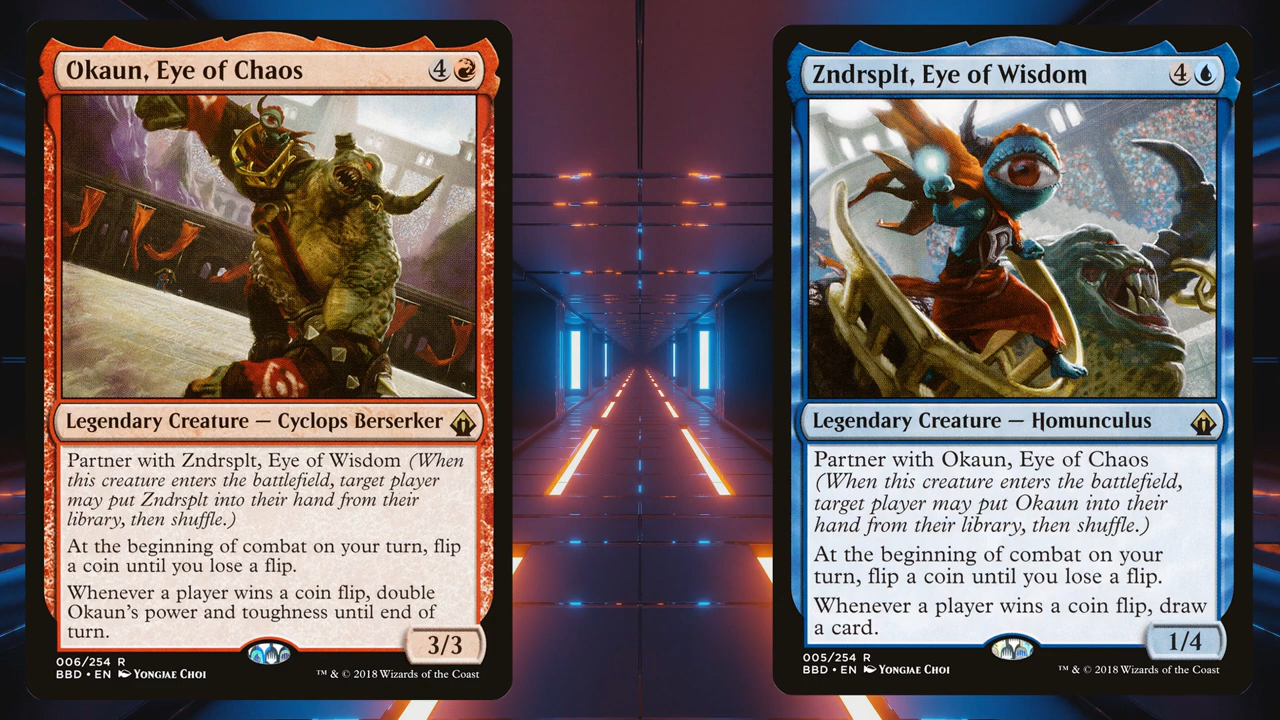 Okaun, Eye of Chaos 4
Legendary Creature — Cyclops Berserker
Partner with Zndrsplt, Eye of Wisdom (When
this creature enters the battlefield, target player
may put Zndrsplt into their hand from their
library, then shuffle.)
At the beginning of combat on your turn, flip
a coin until you lose a flip.
Whenever a player wins a coin flip, double
Okaun's power and toughness until end of
turn.
3/3
006/254 R
BBD • EN Yongjae Choi
™ & © 2018 Wizards of the Coast
Zndrsplt, Eye of Wisdom 4
Legendary Creature — Homunculus
Partner with Okaun, Eye of Chaos
(When this creature enters the battlefield,
target player may put Okaun into their
hand from their library, then shuffle.)
At the beginning of combat on your
turn, flip a coin until you lose a flip.
Whenever a player wins a coin flip, draw
a card.
1/4
005/254 R
BBD • EN Yongjae Choi
™ & © 2018 Wizards of the Coast